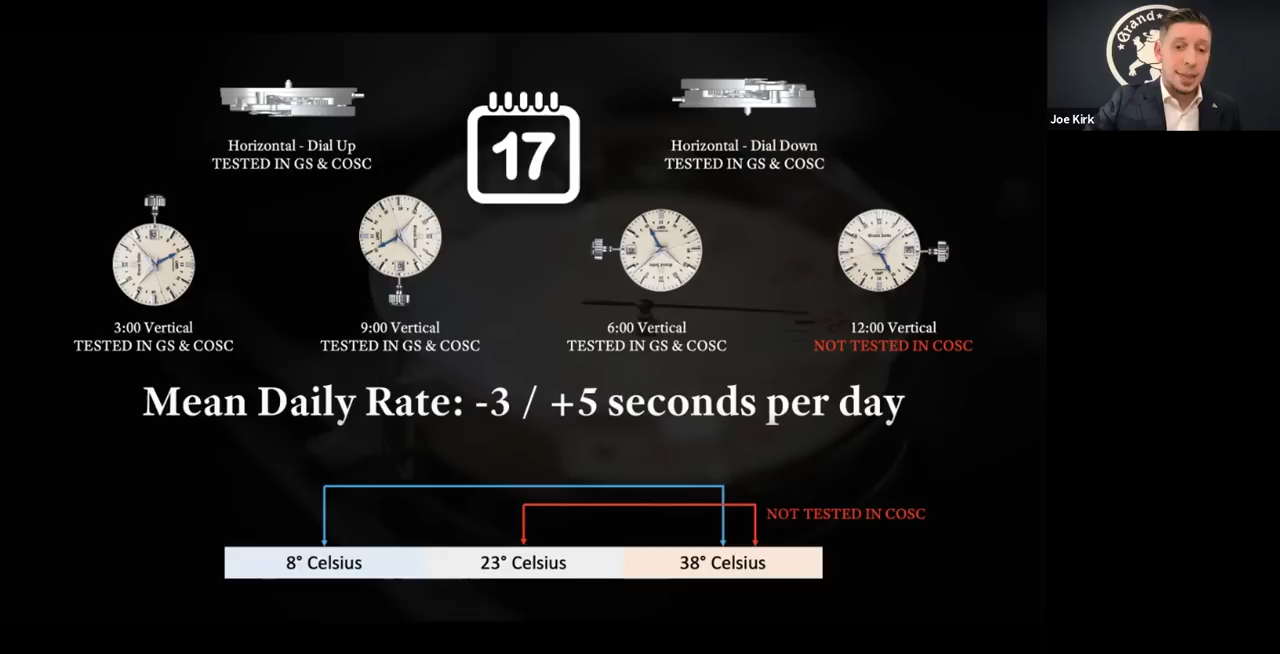 Grand
Joe Kirk
Horizontal - Dial Up
TESTED IN GS & COSC
17
Horizontal - Dial Down
TESTED IN GS & COSC
3:00 Vertical
TESTED IN GS & COSC
9:00 Vertical
TESTED IN GS & COSC
6:00 Vertical
TESTED IN GS & COSC
12:00 Vertical
NOT TESTED IN COSC
Mean Daily Rate: -3 / +5 seconds per day
NOT TESTED IN COSC
8° Celsius
23° Celsius
38° Celsius